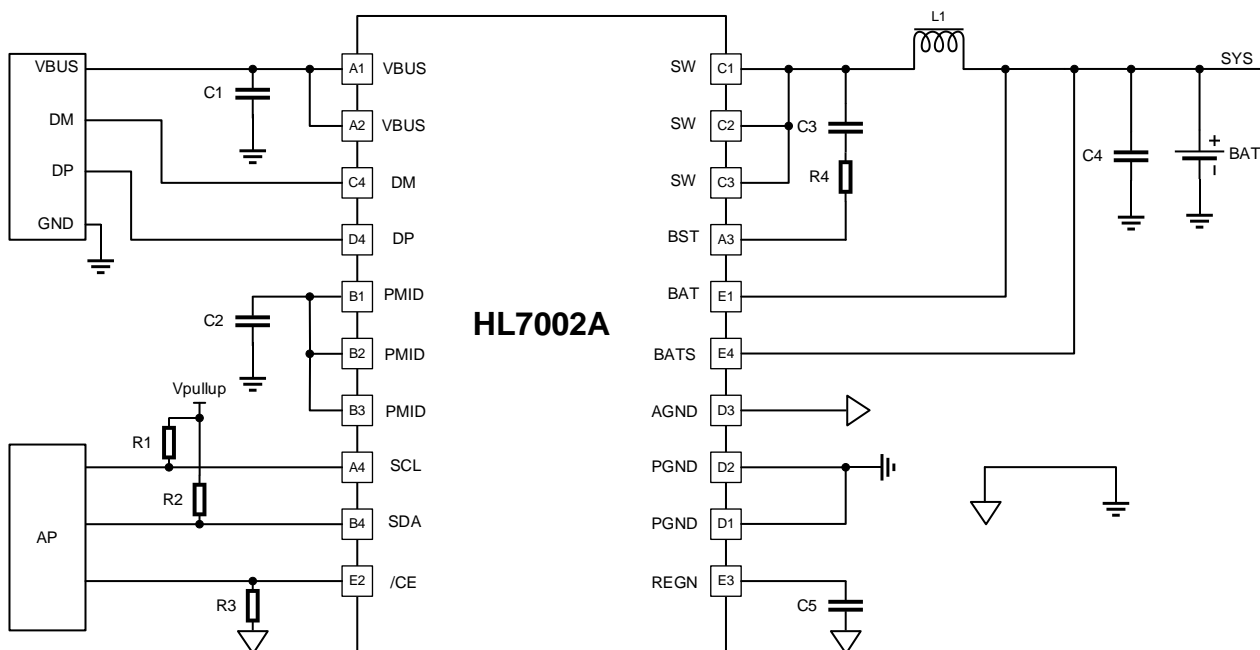 L1
VBUS A1 VBUS SW C1 SYS
C1
DM A2 VBUS SW C2 C3 C4 + BAT
-
DP C4 DM SW C3 R4
GND D4 DP BST A3
B1 PMID BAT E1
C2 HL7002A
B2 PMID BATS E4
Vpullup
B3 PMID AGND D3
R1
A4 SCL PGND D2
R2
AP B4 SDA PGND D1
E2 /CE REGN E3
R3 C5